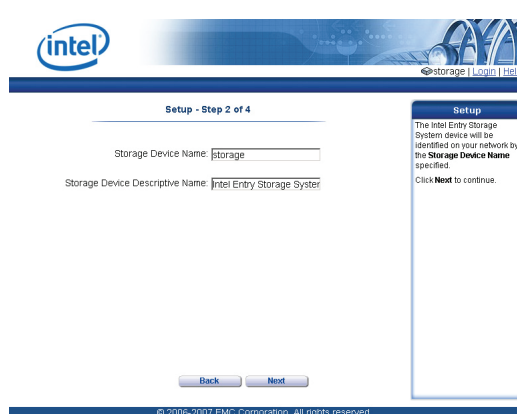 intel
storage | Login | Hel
Setup - Step 2 of 4
Storage Device Name: storage
Storage Device Descriptive Name: Intel Entry Storage System
Back Next
Setup
The Intel Entry Storage
System device will be
identified on your network by
the Storage Device Name
specified.
Click Next to continue.
© 2006-2007 EMC Corporation. All rights reserved.